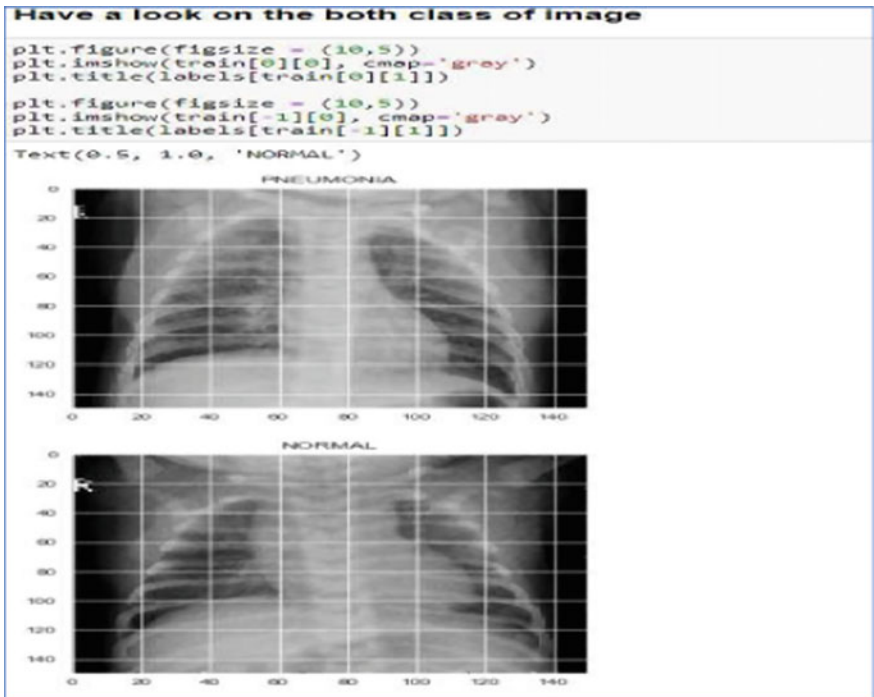 Have a look on the both class of image
plt.figure(figsize = (10,5))
plt.imshow(train[0][0], cmap='gray')
plt.title(labels[train[0][1]])
plt.figure(figsize = (10,5))
plt.imshow(train[-1][0], cmap='gray')
plt.title(labels[train[-1][1]])
Text(0.5, 1.0, 'NORMAL')
PNEUMONIA
0
20
40
60
80
100
120
140
0 20 40 60 80 100 120 140
NORMAL
0
20
R
40
60
80
100
120
140
0 20 40 60 80 100 120 140